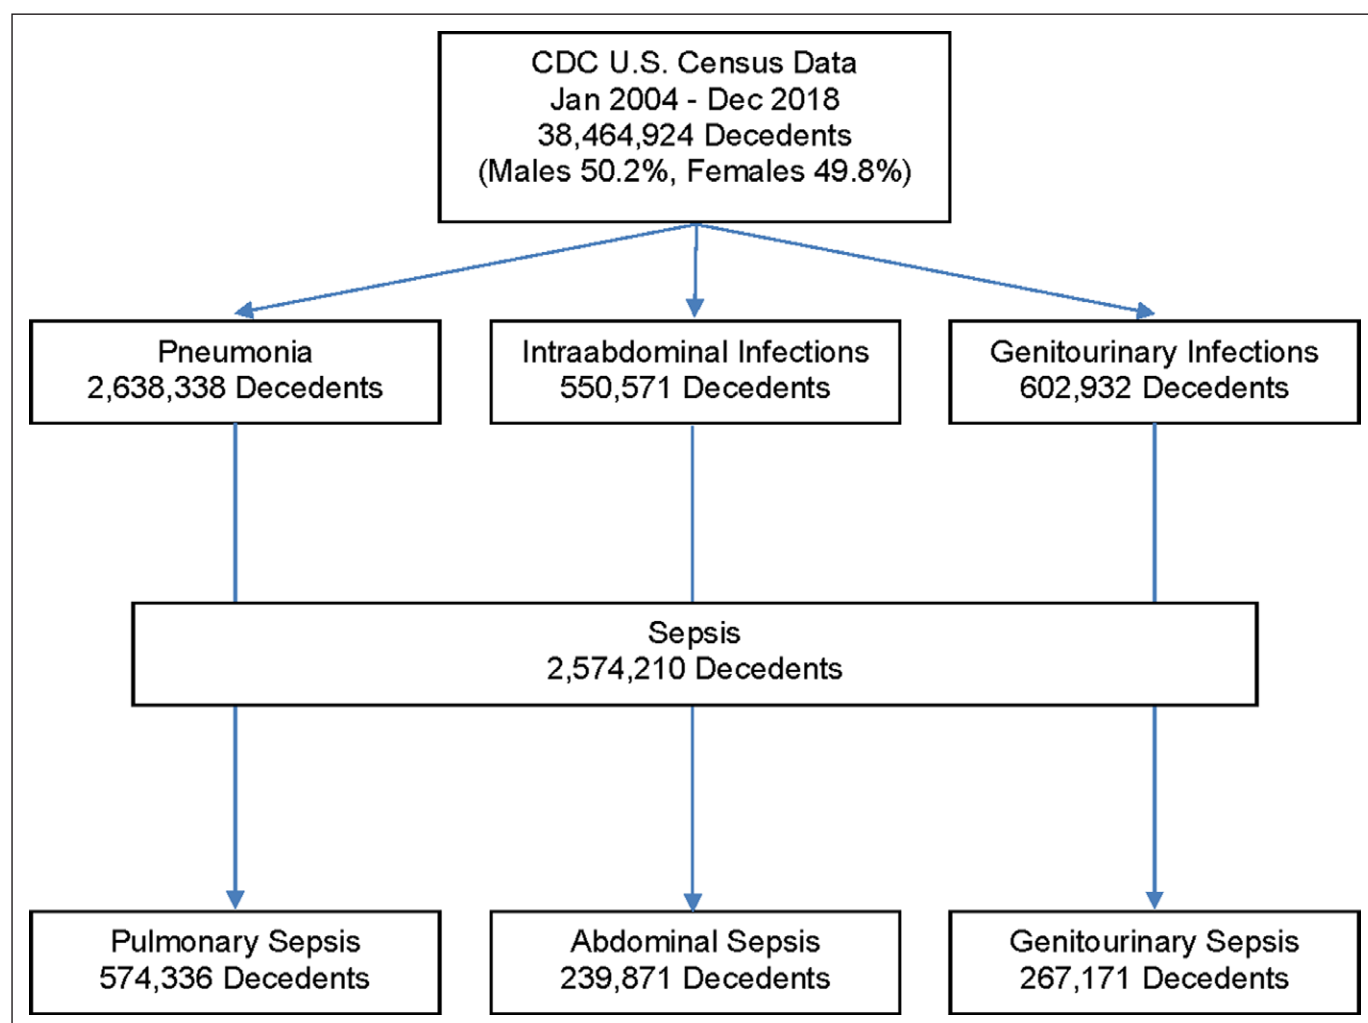 CDC U.S. Census Data
Jan 2004 - Dec 2018
38,464,924 Decedents
(Males 50.2%, Females 49.8%)
Pneumonia
2,638,338 Decedents
Intraabdominal Infections
550,571 Decedents
Genitourinary Infections
602,932 Decedents
Sepsis
2,574,210 Decedents
Pulmonary Sepsis
574,336 Decedents
Abdominal Sepsis
239,871 Decedents
Genitourinary Sepsis
267,171 Decedents